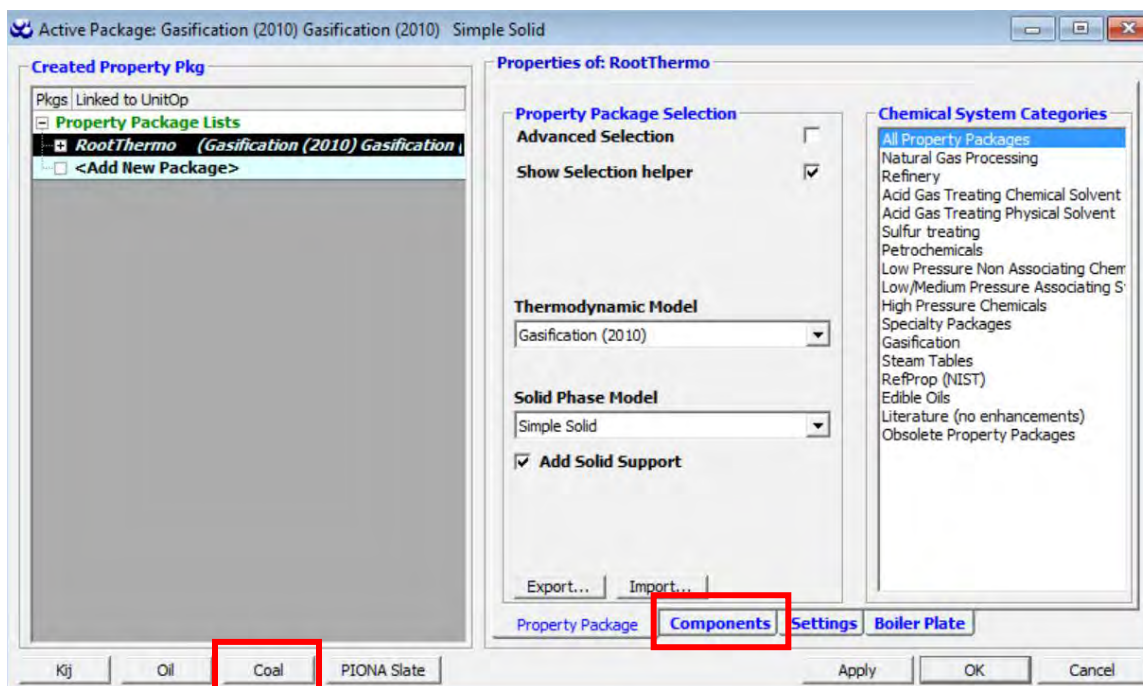 Active Package: Gasification (2010) Gasification (2010) Simple Solid
Created Property Pkg
Pkgs Linked to UnitOp
Property Package Lists
RootThermo (Gasification (2010) Gasification (
<Add New Package>
Properties of: RootThermo
Property Package Selection
Advanced Selection
Show Selection helper
Thermodynamic Model
Gasification (2010)
Solid Phase Model
Simple Solid
Add Solid Support
Export... Import...
Chemical System Categories
All Property Packages
Natural Gas Processing
Refinery
Acid Gas Treating Chemical Solvent
Acid Gas Treating Physical Solvent
Sulfur treating
Petrochemicals
Low Pressure Non Associating Chem
Low/Medium Pressure Associating S
High Pressure Chemicals
Specialty Packages
Gasification
Steam Tables
RefProp (NIST)
Edible Oils
Literature (no enhancements)
Obsolete Property Packages
Property Package Components Settings Boiler Plate
Kij Oil Coal PIONA Slate Apply OK Cancel